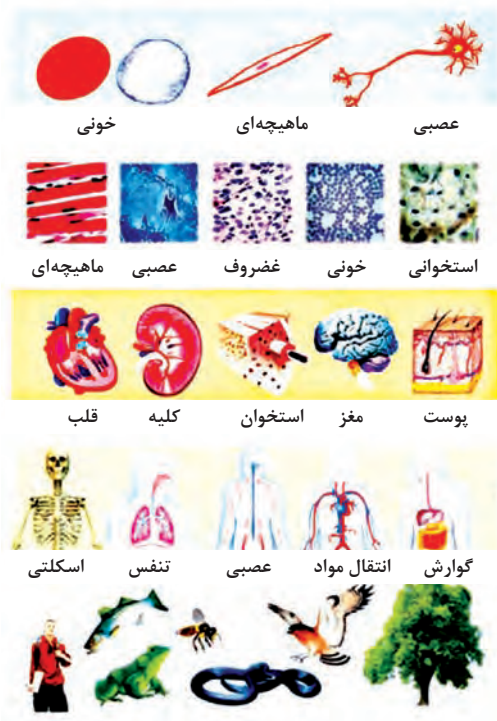 عصبی ماهیچه‌ای خونی
استخوانی خونی غضروف عصبی ماهیچه‌ای
پوست مغز استخوان کلیه قلب
گوارش انتقال مواد عصبی تنفس اسکلتی